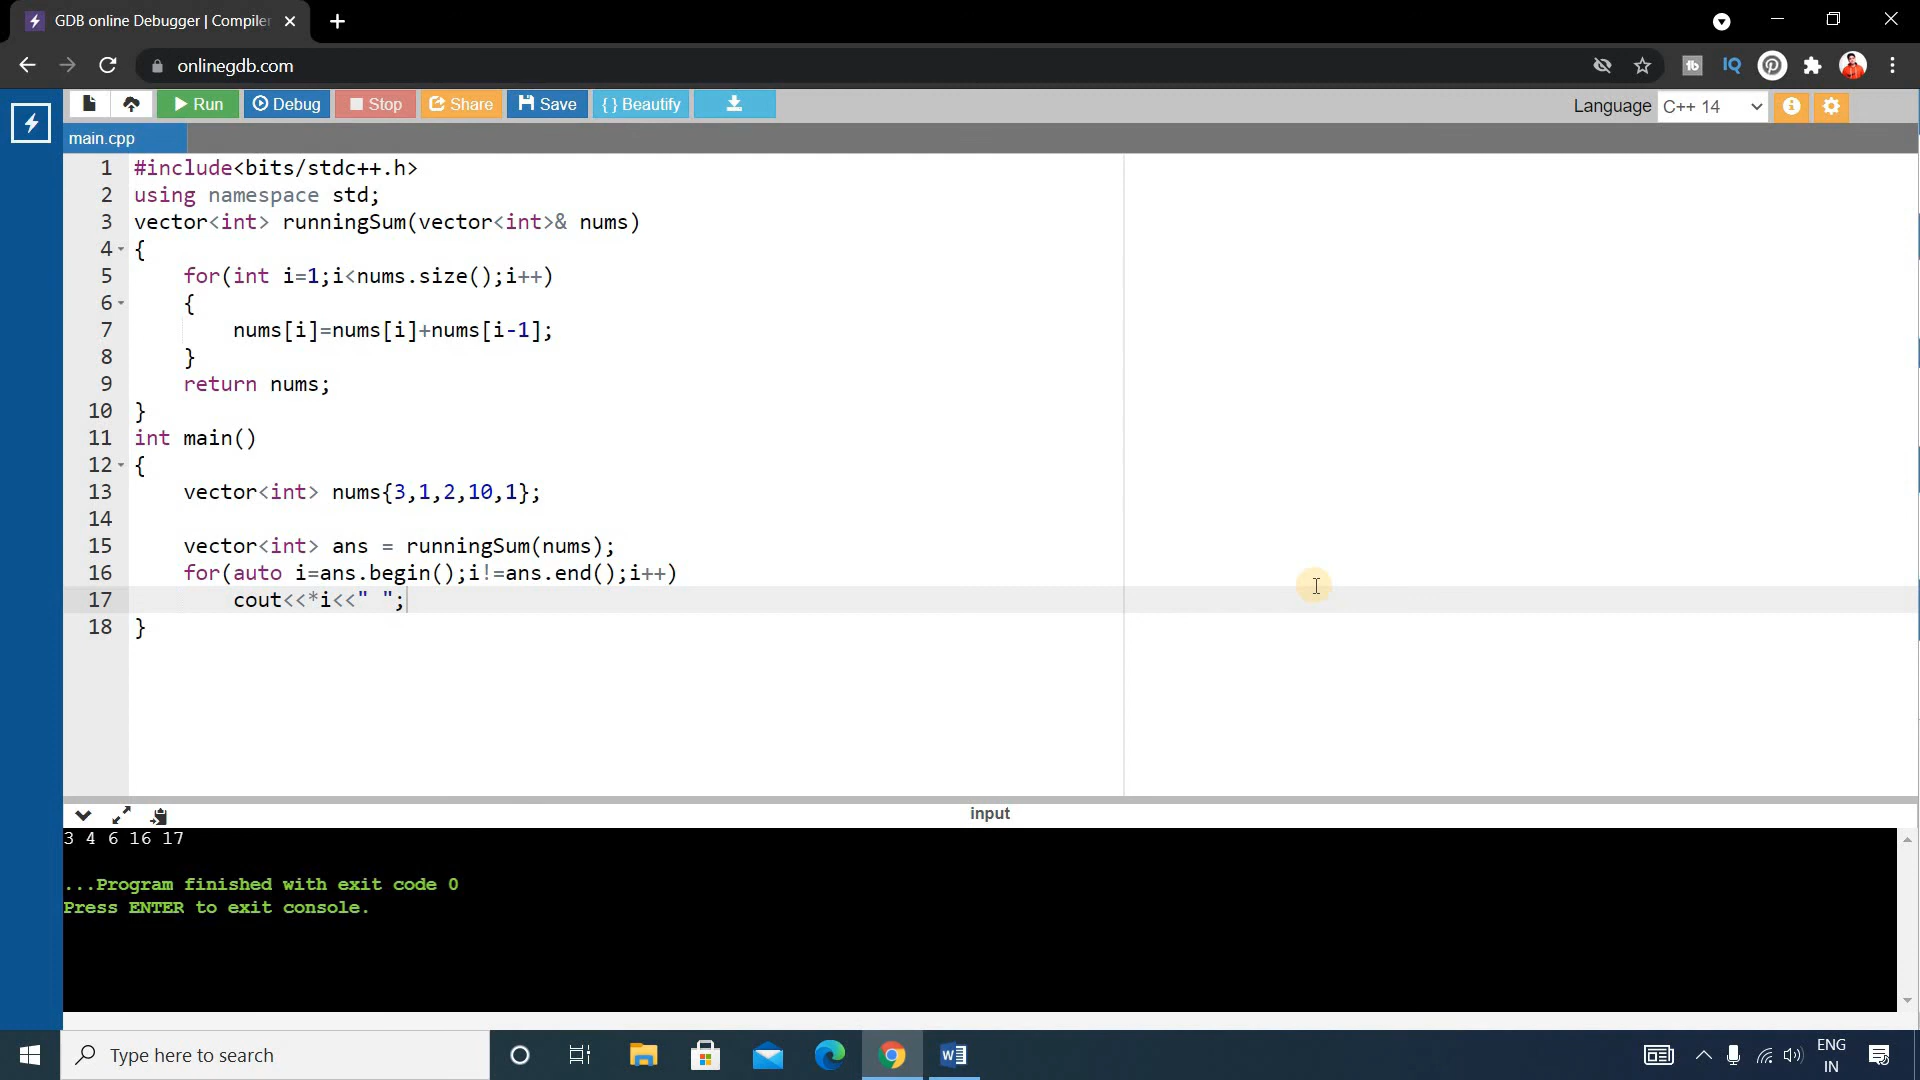 GDB online Debugger | Compiler
onlinegdb.com
Run Debug Stop Share Save { } Beautify Language C++ 14
main.cpp
1 #include<bits/stdc++.h>
2 using namespace std;
3 vector<int> runningSum(vector<int>& nums)
4 {
5 for(int i=1;i<nums.size();i++)
6 {
7 nums[i]=nums[i]+nums[i-1];
8 }
9 return nums;
10 }
11 int main()
12 {
13 vector<int> nums{3,1,2,10,1};
14
15 vector<int> ans = runningSum(nums);
16 for(auto i=ans.begin();i!=ans.end();i++)
17 cout<<*i<<" ";
18 }
input
3 4 6 16 17
...Program finished with exit code 0
Press ENTER to exit console.
Type here to search
ENG
IN